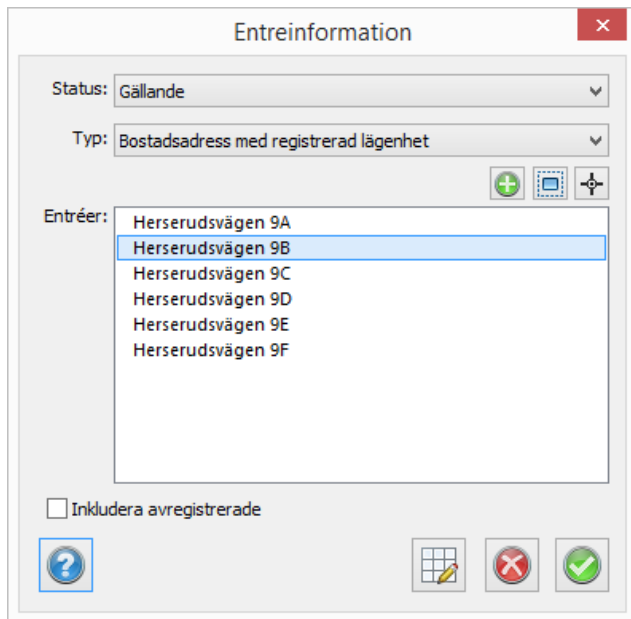 Entreinformation
Status: Gällande
Typ: Bostadsadress med registrerad lägenhet
Entréer:
Herserudsvägen 9A
Herserudsvägen 9B
Herserudsvägen 9C
Herserudsvägen 9D
Herserudsvägen 9E
Herserudsvägen 9F
Inkludera avregistrerade